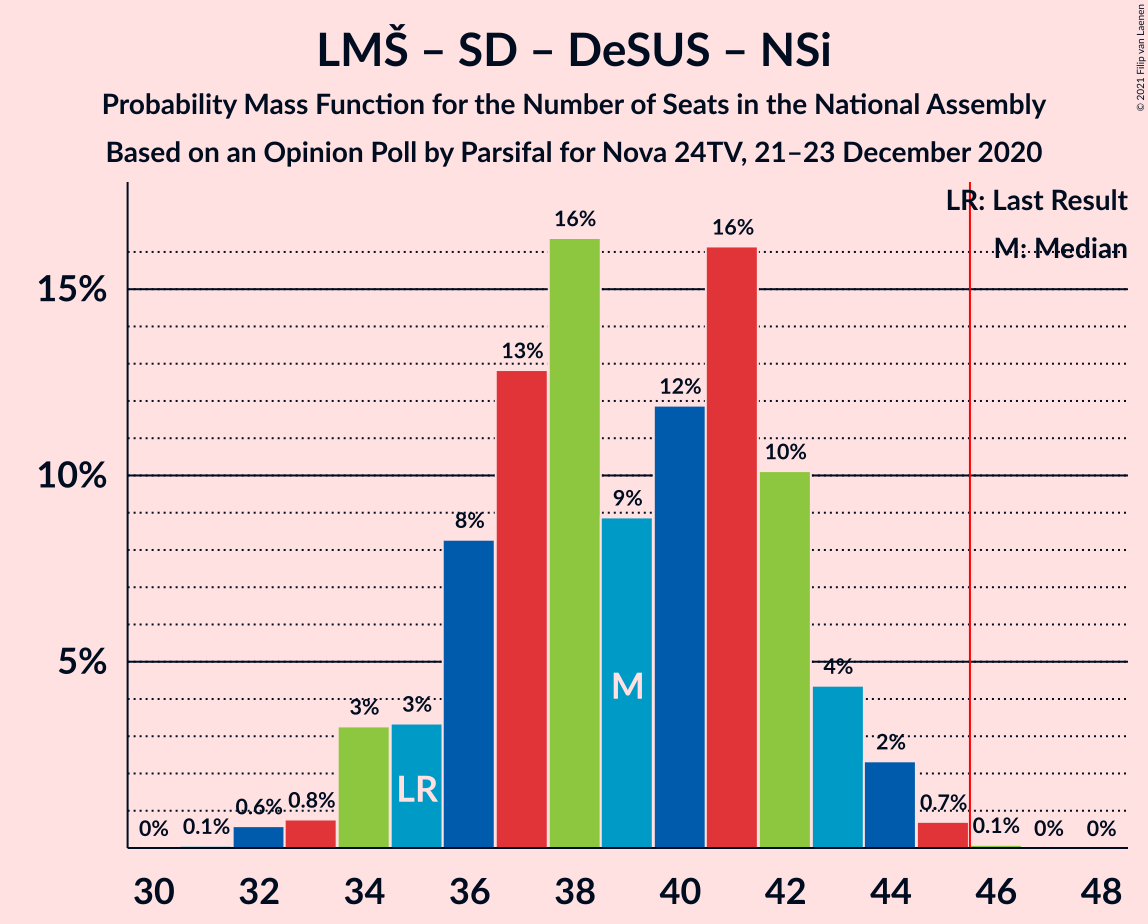 LMŠ – SD – DeSUS – NSi
Probability Mass Function for the Number of Seats in the National Assembly
Based on an Opinion Poll by Parsifal for Nova 24TV, 21–23 December 2020
© 2021 Filip van Laenen
LR: Last Result
M: Median
15%
10%
5%
0%
0.1%
0.6%
0.8%
3%
3%
8%
13%
16%
9%
12%
16%
10%
4%
2%
0.7%
0.1%
0%
0%
LR
M
30 32 34 36 38 40 42 44 46 48